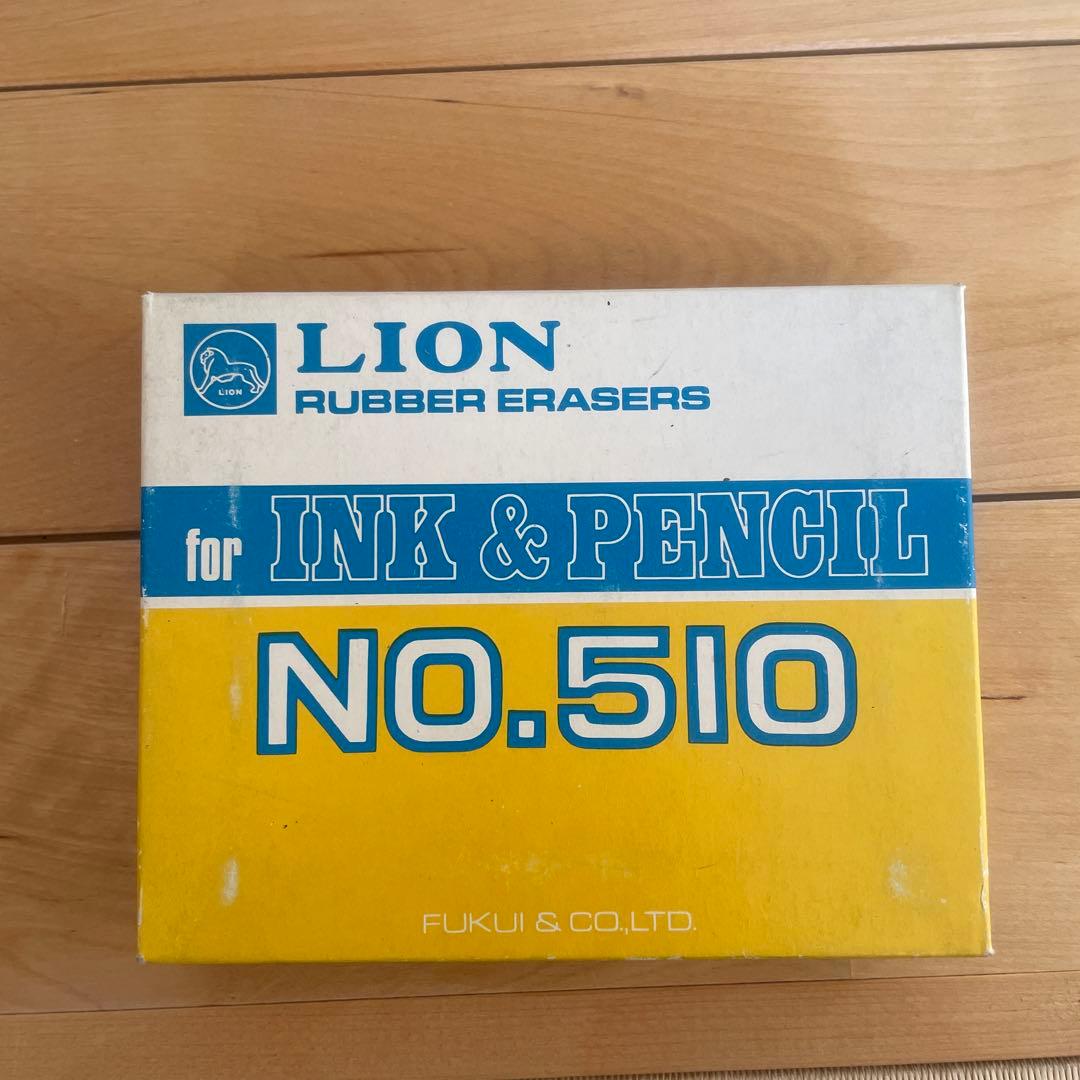 LION
LION
RUBBER ERASERS
for INK & PENCIL
NO.510
FUKUI & CO.,LTD.